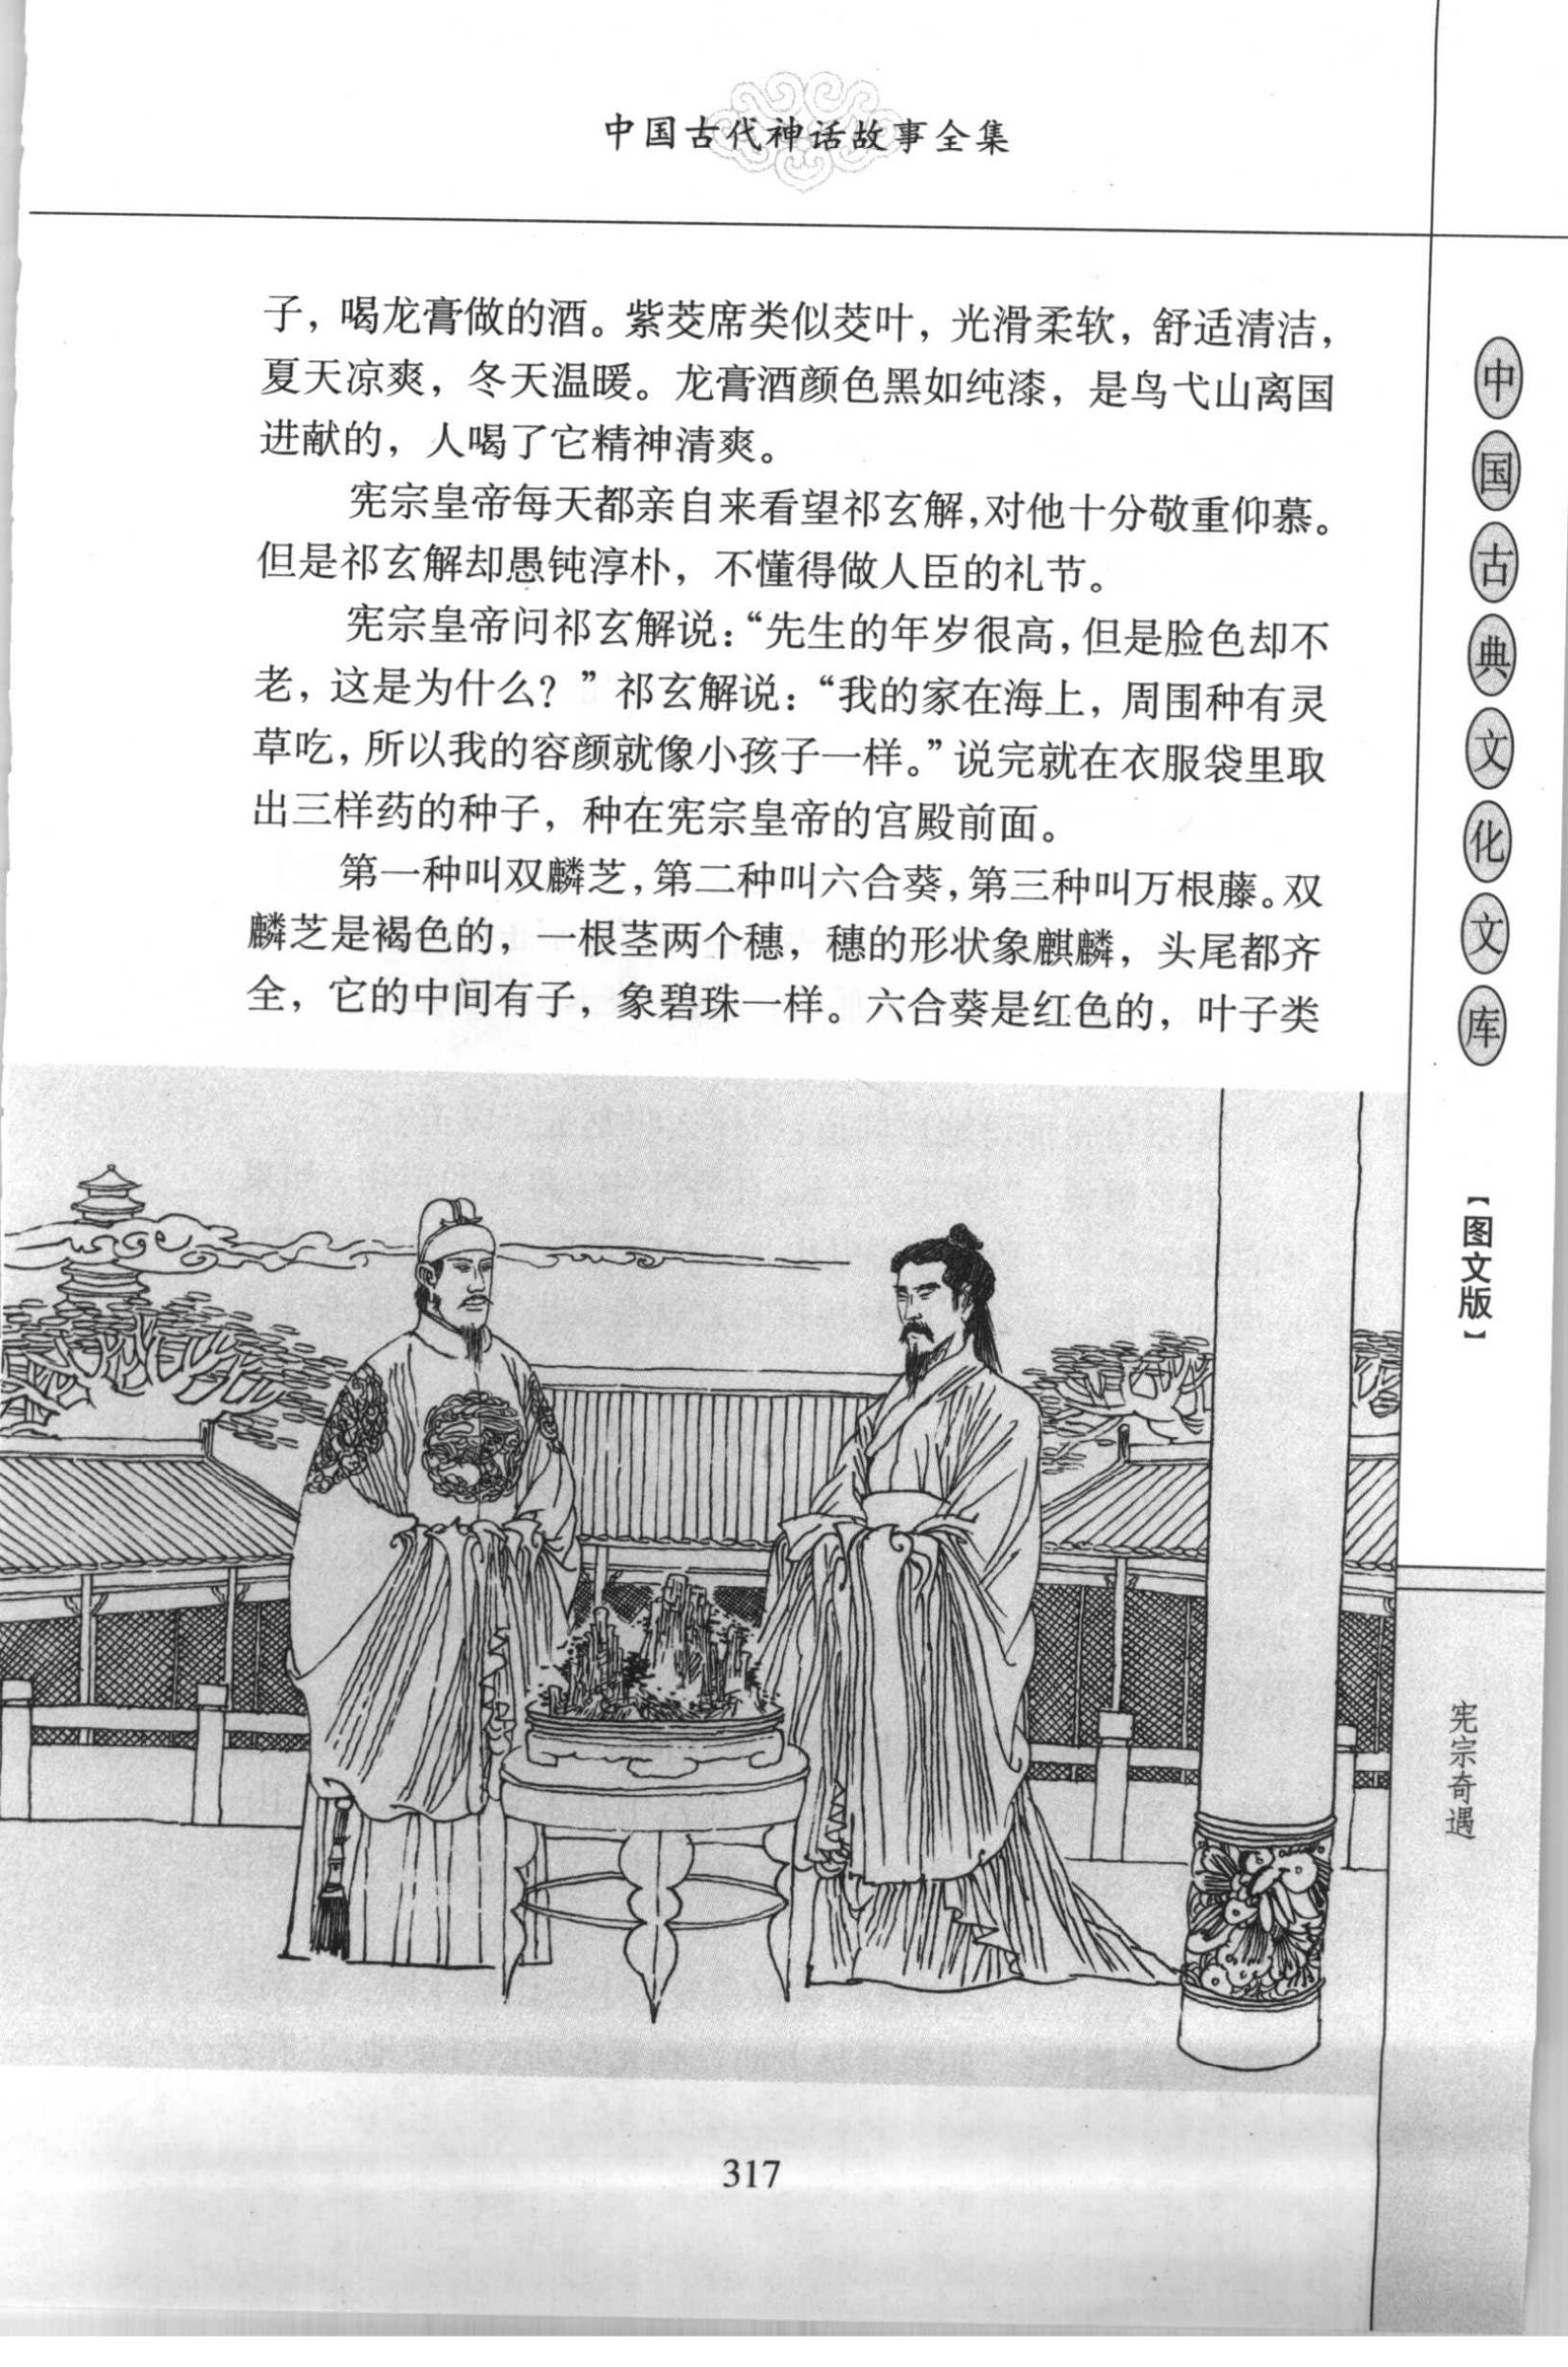 中国古代神话故事全集
子，喝龙膏做的酒。紫茭席类似茭叶，光滑柔软，舒适清洁，
夏天凉爽，冬天温暖。龙膏酒颜色黑如纯漆，是鸟弋山离国
进献的，人喝了它精神清爽。
宪宗皇帝每天都亲自来看望祁玄解，对他十分敬重仰慕。
但是祁玄解却愚钝淳朴，不懂得做人臣的礼节。
宪宗皇帝问祁玄解说：“先生的年岁很高，但是脸色却不
老，这是为什么？”祁玄解说：“我的家在海上，周围种有灵
草吃，所以我的容颜就像小孩子一样。”说完就在衣服袋里取
出三样药的种子，种在宪宗皇帝的宫殿前面。
第一种叫双麟芝，第二种叫六合葵，第三种叫万根藤。双
麟芝是褐色的，一根茎两个穗，穗的形状象麒麟，头尾都齐
全，它的中间有子，象碧珠一样。六合葵是红色的，叶子类
中国古典文化文库
【图文版】
宪宗奇遇
317